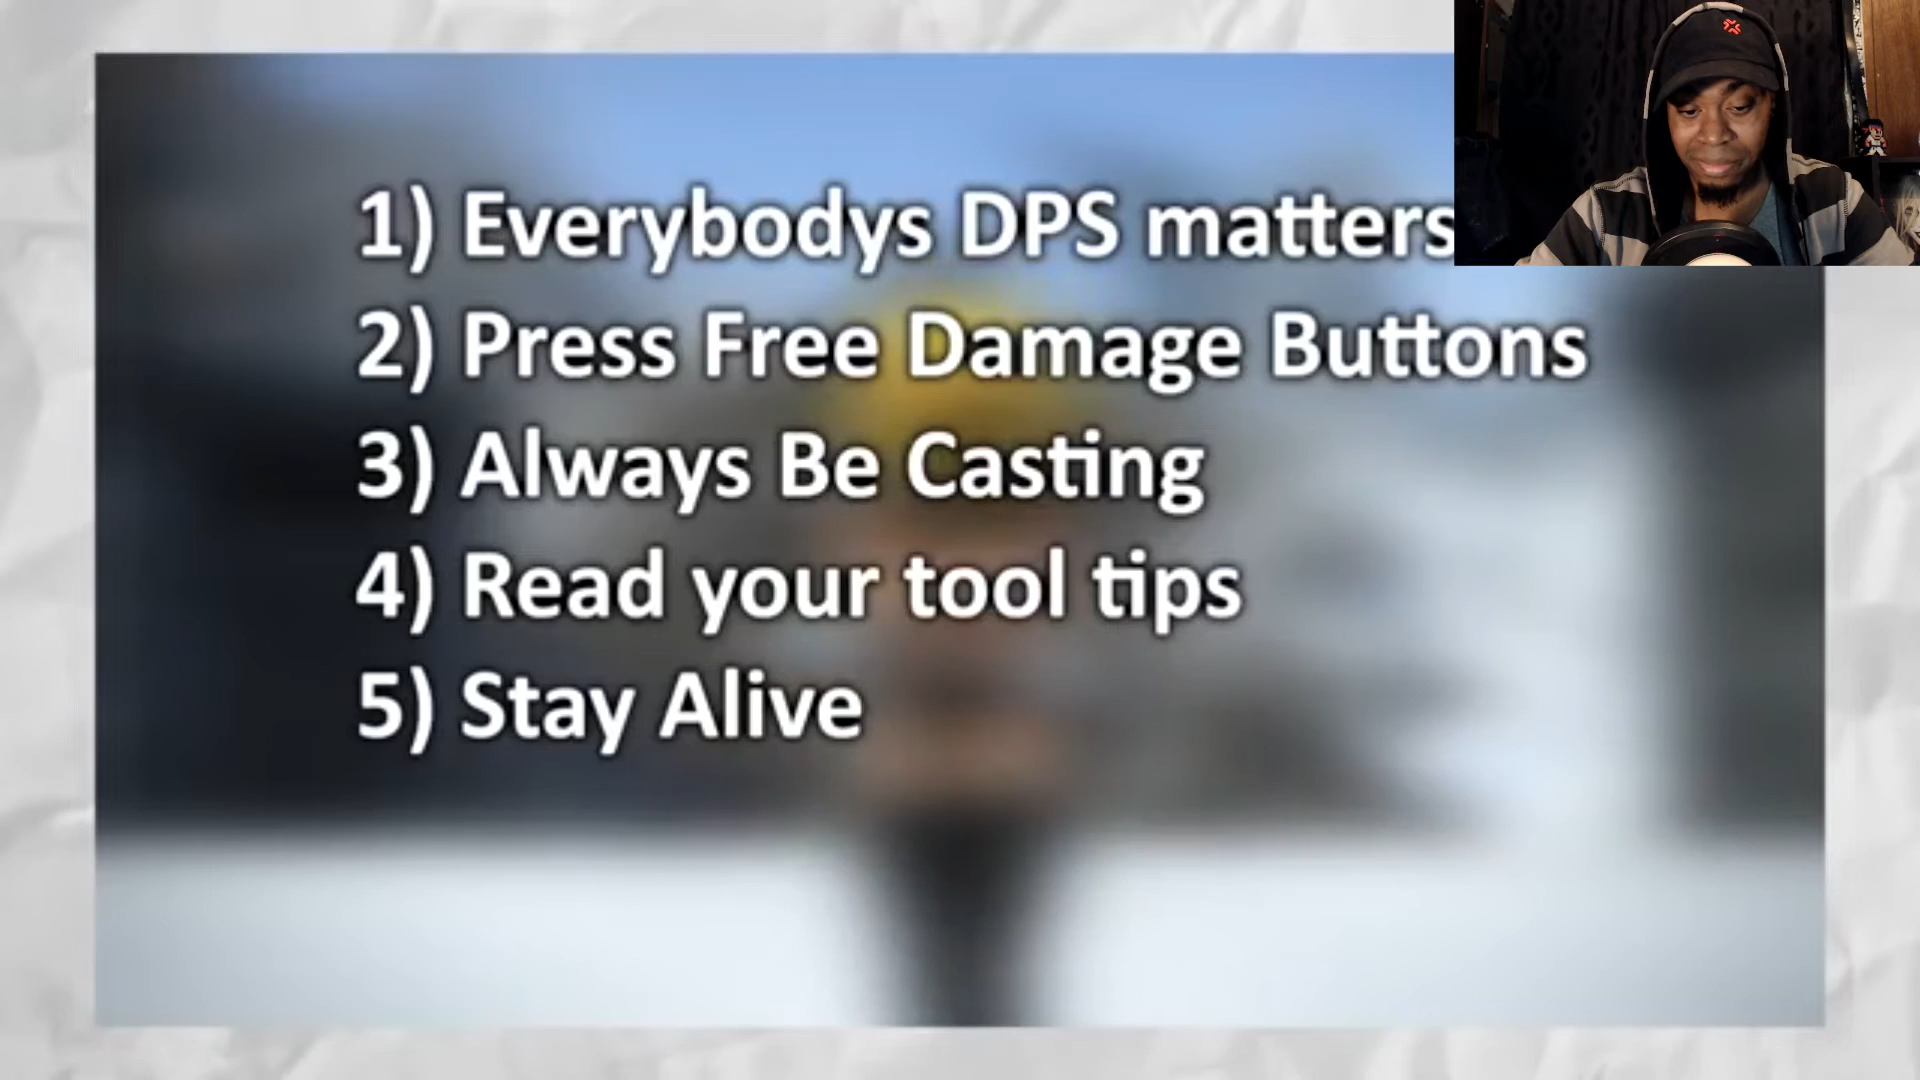 1) Everybodys DPS matters
2) Press Free Damage Buttons
3) Always Be Casting
4) Read your tool tips
5) Stay Alive